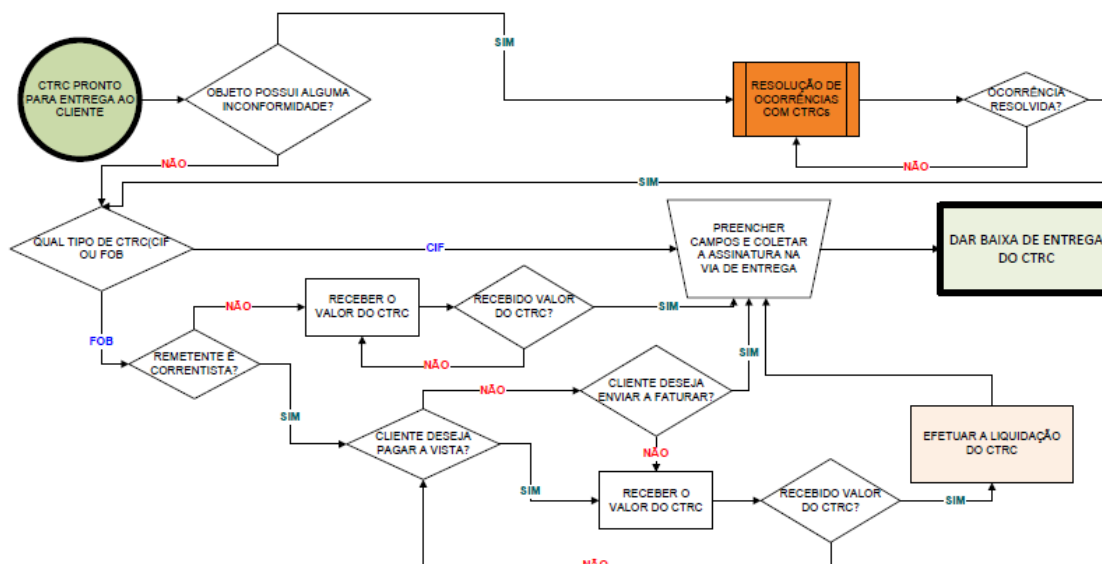 SIM
CTRC PRONTO
PARA ENTREGA AO
CLIENTE
OBJETO POSSUI ALGUMA
INCONFORMIDADE?
RESOLUÇÃO DE
OCORRÊNCIAS
COM CTRCs
OCORRÊNCIA
RESOLVIDA?
NÃO
NÃO
SIM
QUAL TIPO DE CTRC(CIF
OU FOB
CIF
PREENCHER
CAMPOS E COLETAR
A ASSINATURA NA
VIA DE ENTREGA
DAR BAIXA DE ENTREGA
DO CTRC
NÃO
RECEBER O
VALOR DO CTRC
RECEBIDO VALOR
DO CTRC?
SIM
FOB
REMETENTE É
CORRENTISTA?
NÃO
SIM
NÃO
CLIENTE DESEJA
ENVIAR A FATURAR?
SIM
CLIENTE DESEJA
PAGAR A VISTA?
EFETUAR A LIQUIDAÇÃO
DO CTRC
NÃO
SIM
RECEBER O
VALOR DO CTRC
RECEBIDO VALOR
DO CTRC?
SIM
NÃO